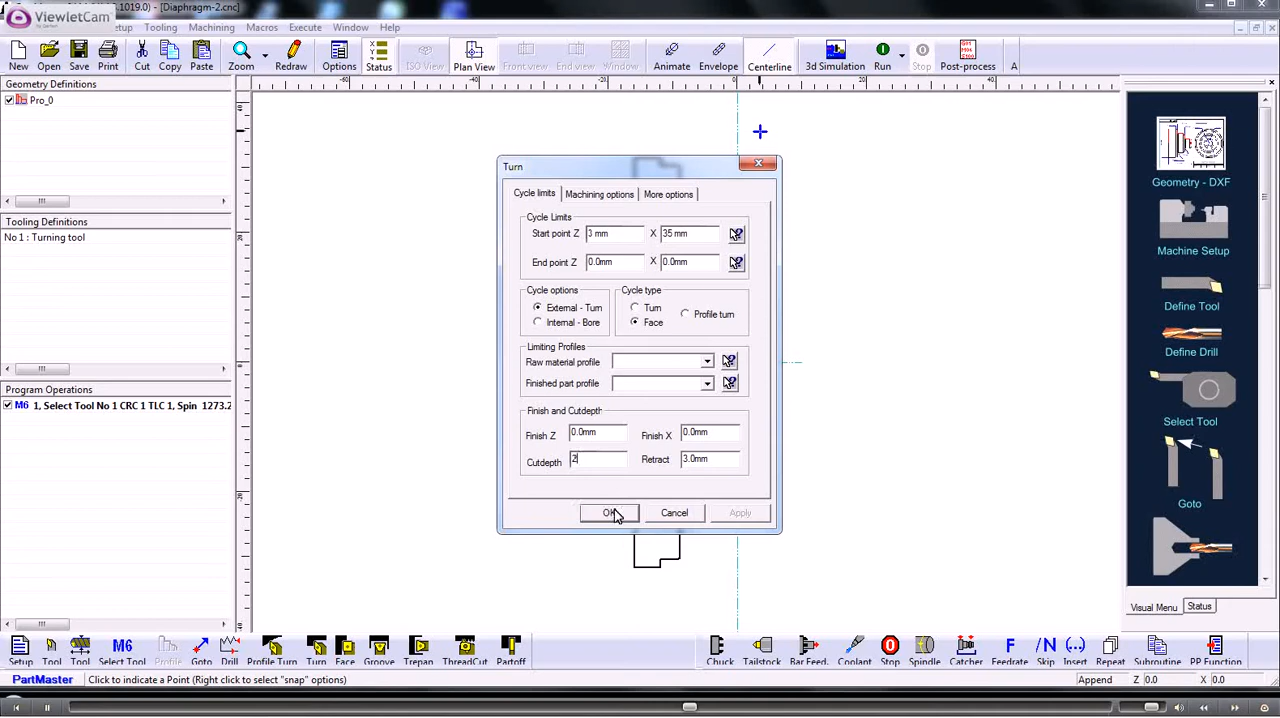 ViewletCam
1019.0) - [Diaphragm-2.cnc]
Setup Tooling Machining Macros Execute Window Help
New Open Save Print Cut Copy Paste Zoom Redraw Options Status ISO View Plan View Front view End view Window Animate Envelope Centerline 3d Simulation Run Stop Post-process A
Geometry Definitions
Pro_0
Tooling Definitions
No 1 : Turning tool
Program Operations
M6 1, Select Tool No 1 CRC 1 TLC 1, Spin 1273.2
-60 -40 -20 0 20 40
Turn
Cycle limits Machining options More options
Cycle Limits
Start point Z 3 mm X 35 mm
End point Z 0.0mm X 0.0mm
Cycle options
External - Turn
Internal - Bore
Cycle type
Turn
Face
Profile turn
Limiting Profiles
Raw material profile
Finished part profile
Finish and Cutdepth
Finish Z 0.0mm Finish X 0.0mm
Cutdepth 2 Retract 3.0mm
OK Cancel Apply
Geometry - DXF
Machine Setup
Define Tool
Define Drill
Select Tool
Goto
Visual Menu Status
M6 F /N (...)
Setup Tool Tool Select Tool Profile Goto Drill Profile Turn Turn Face Groove Trepan ThreadCut Partoff Chuck Tailstock Bar Feed. Coolant Stop Spindle Catcher Feedrate Skip Insert Repeat Subroutine PP Function
PartMaster Click to indicate a Point (Right click to select "snap" options) Append Z 0.0 X 0.0